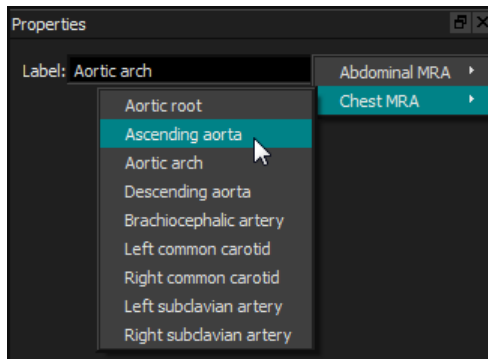 Properties
Label: Aortic arch
Abdominal MRA
Chest MRA
Aortic root
Ascending aorta
Aortic arch
Descending aorta
Brachiocephalic artery
Left common carotid
Right common carotid
Left subclavian artery
Right subclavian artery